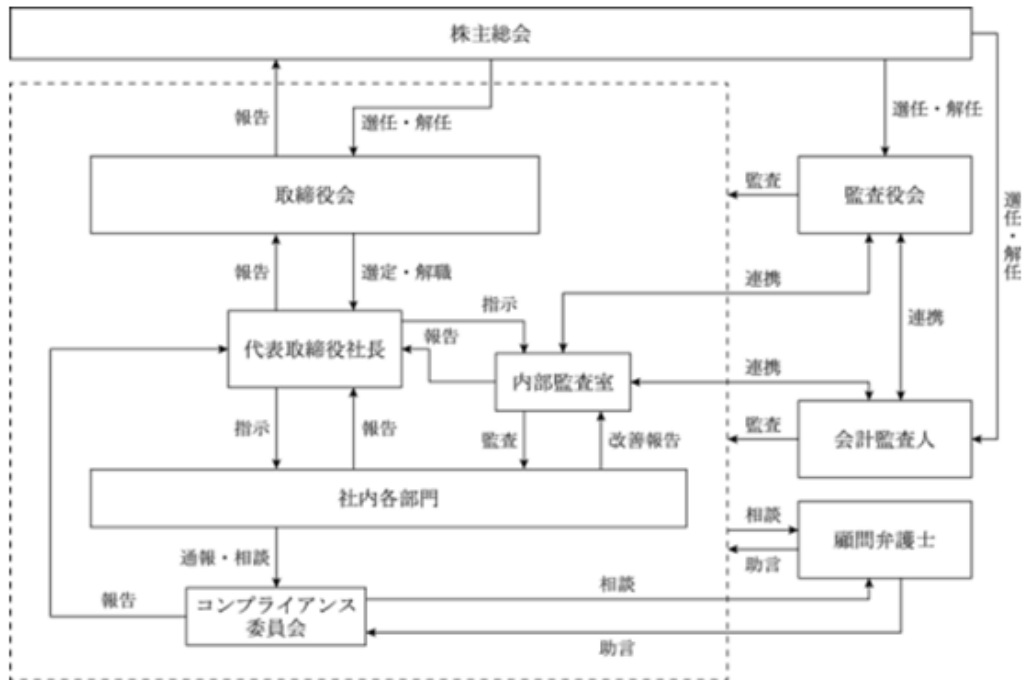 株主総会
報告
選任・解任
選任・解任
取締役会
監査
監査役会
選任・解任
報告
選定・解職
連携
指示
連携
代表取締役社長
報告
内部監査室
連携
指示
報告
監査
改善報告
監査
会計監査人
社内各部門
相談
顧問弁護士
助言
通報・相談
報告
コンプライアンス
委員会
相談
助言